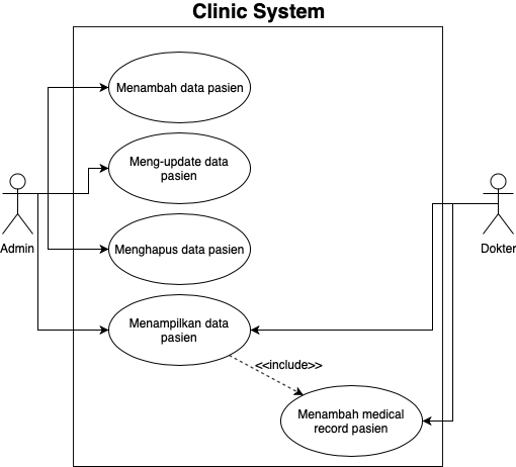 Clinic System
Menambah data pasien
Meng-update data
pasien
Admin
Dokter
Menghapus data pasien
Menampilkan data
pasien
<<include>>
Menambah medical
record pasien